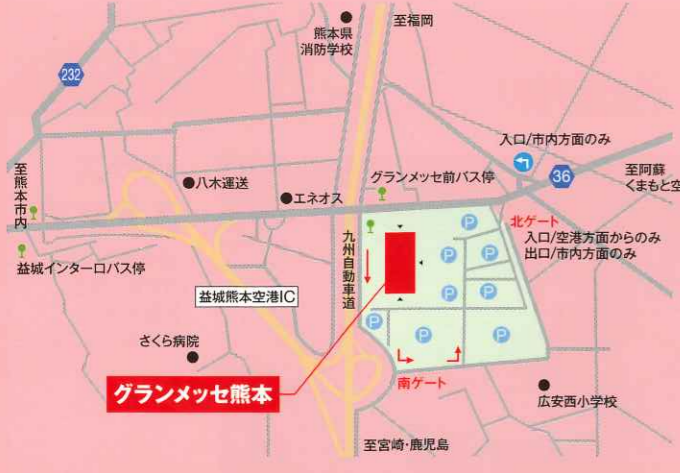 熊本県
消防学校
至福岡
232
入口/市内方面のみ
至熊本市内
八木運送
エネオス
グランメッセ前バス停
36
至阿蘇
くまもと空
北ゲート
入口/空港方面からのみ
出口/市内方面のみ
P
九州自動車道
益城インター口バス停
益城熊本空港IC
P
P
P
P
P
P
P
P
さくら病院
グランメッセ熊本
南ゲート
広安西小学校
至宮崎・鹿児島